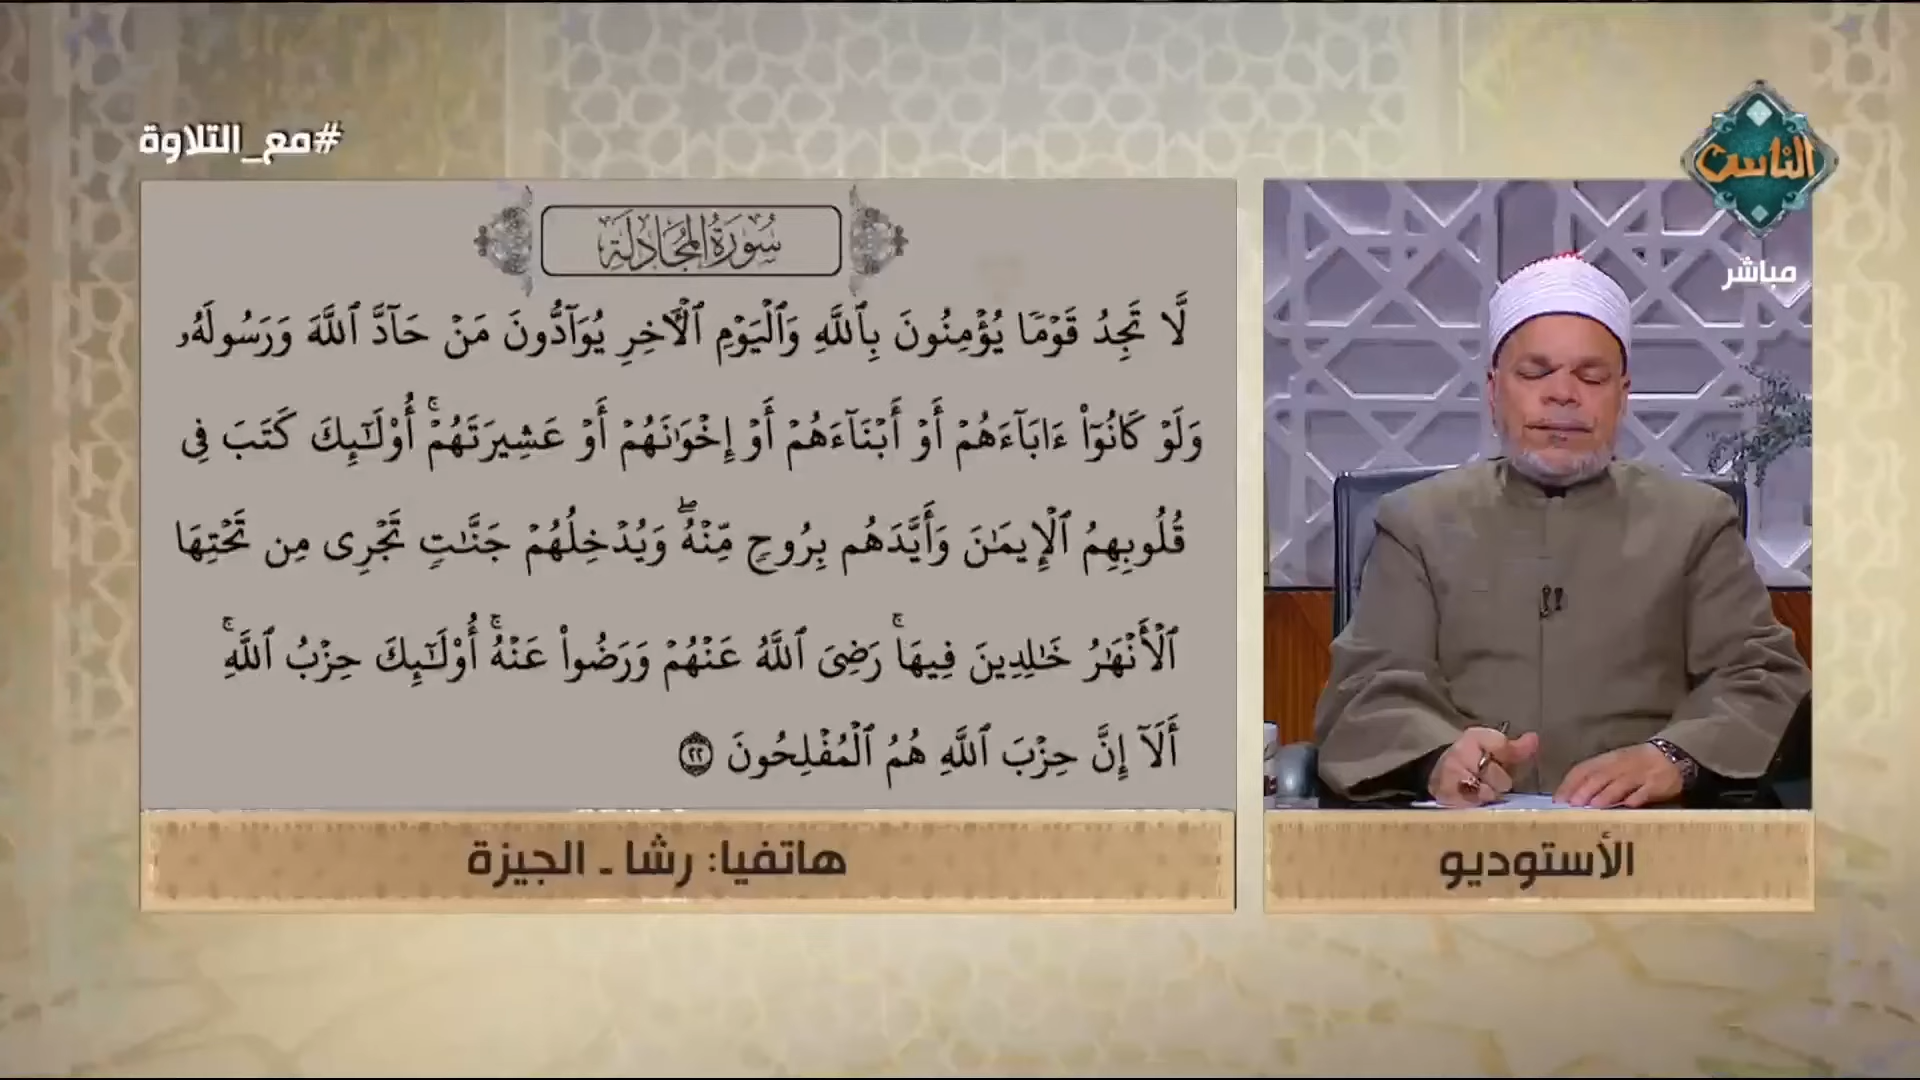 #مع_التلاوة
الناس
مباشر
سُورَةُ المُجَادلَة
لَّا تَجِدُ قَوْمًا يُؤْمِنُونَ بِٱللَّهِ وَٱلْيَوْمِ ٱلْأَخِرِ يُوَآدُّونَ مَنْ حَآدَّ ٱللَّهَ وَرَسُولَهُۥ
وَلَوْ كَانُوٓا۟ ءَابَآءَهُمْ أَوْ أَبْنَآءَهُمْ أَوْ إِخْوَٰنَهُمْ أَوْ عَشِيرَتَهُمْۚ أُو۟لَٰٓئِكَ كَتَبَ فِى
قُلُوبِهِمُ ٱلْإِيمَٰنَ وَأَيَّدَهُم بِرُوحٍ مِّنْهُۖ وَيُدْخِلُهُمْ جَنَّٰتٍ تَجْرِى مِن تَحْتِهَا
ٱلْأَنْهَٰرُ خَٰلِدِينَ فِيهَاۚ رَضِىَ ٱللَّهُ عَنْهُمْ وَرَضُوا۟ عَنْهُۚ أُو۟لَٰٓئِكَ حِزْبُ ٱللَّهِۚ
أَلَآ إِنَّ حِزْبَ ٱللَّهِ هُمُ ٱلْمُفْلِحُونَ ٢٢
هاتفيا: رشا - الجيزة
الأستوديو